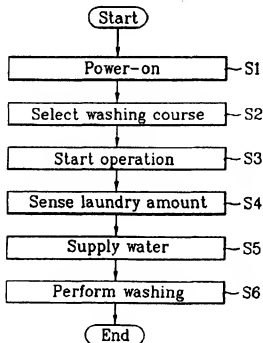 Start
Power-on S1
Select washing course S2
Start operation S3
Sense laundry amount S4
Supply water S5
Perform washing S6
End